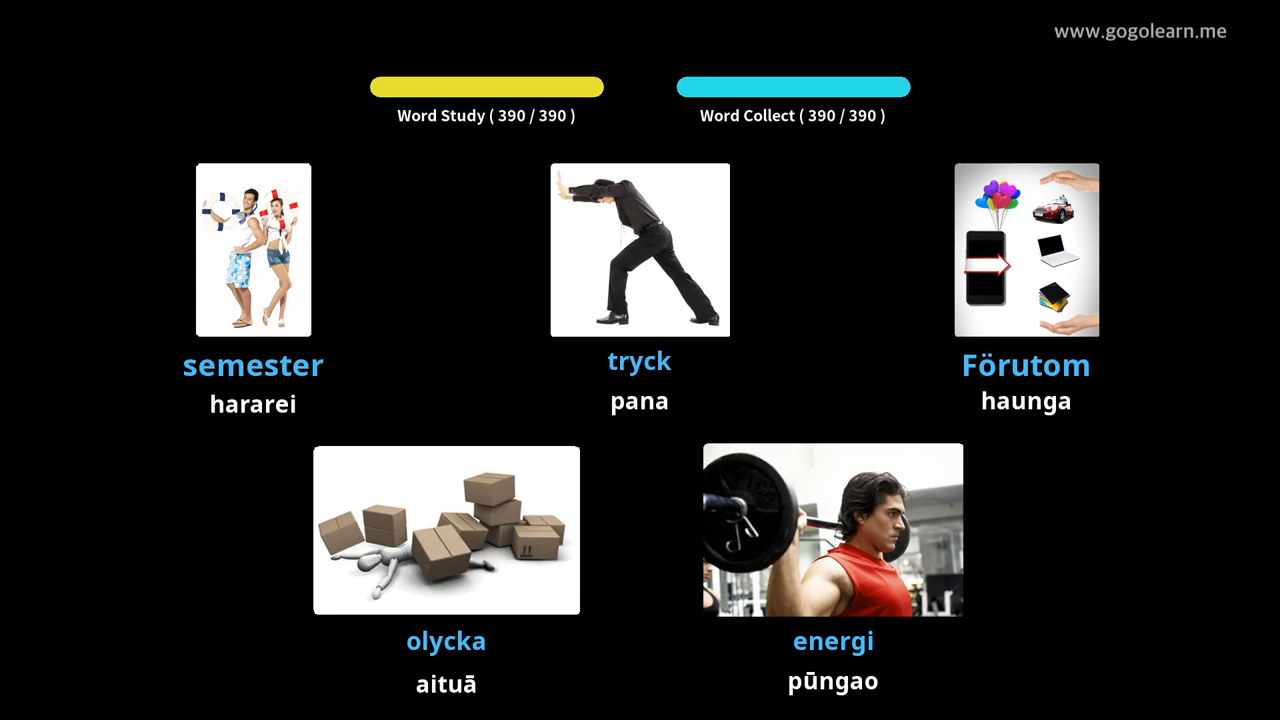 www.gogolearn.me
Word Study ( 390 / 390 )
Word Collect ( 390 / 390 )
semester
hararei
tryck
pana
Förutom
haunga
olycka
aituā
energi
pūngao